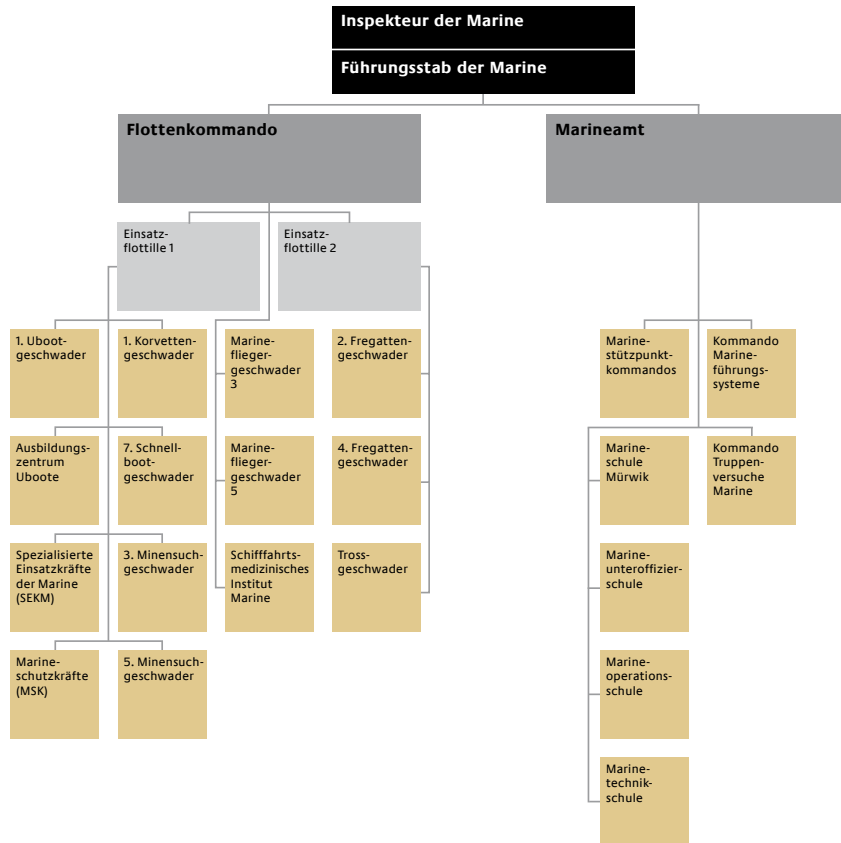 Inspekteur der Marine
Führungsstab der Marine
Flottenkommando
Marineamt
Einsatz-
flottille 1
Einsatz-
flottille 2
1. Uboot-
geschwader
1. Korvetten-
geschwader
Marine-
flieger-
geschwader
3
2. Fregatten-
geschwader
Marine-
stützpunkt-
kommandos
Kommando
Marine-
führungs-
systeme
Ausbildungs-
zentrum
Uboote
7. Schnell-
boot-
geschwader
Marine-
flieger-
geschwader
5
4. Fregatten-
geschwader
Marine-
schule
Mürwik
Kommando
Truppen-
versuche
Marine
Spezialisierte
Einsatzkräfte
der Marine
(SEKM)
3. Minensuch-
geschwader
Schifffahrts-
medizinisches
Institut
Marine
Tross-
geschwader
Marine-
unteroffizier-
schule
Marine-
schutzkräfte
(MSK)
5. Minensuch-
geschwader
Marine-
operations-
schule
Marine-
technik-
schule